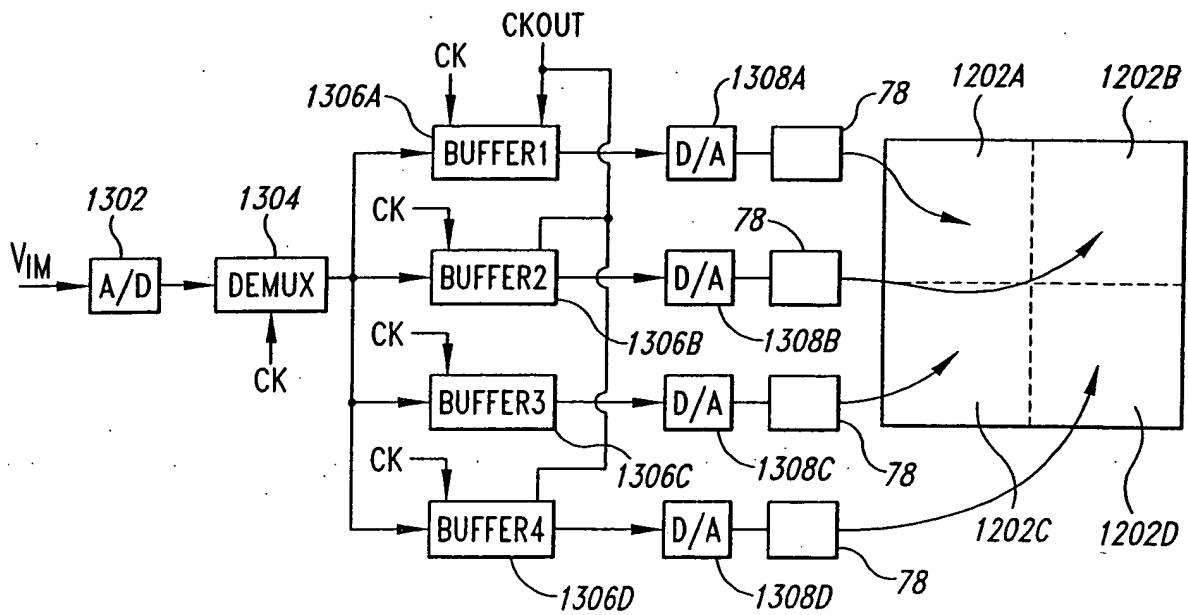 CKOUT
CK
1306A
BUFFER1
1308A
D/A
78
1202A
1202B
1302
1304
V_IM
A/D
DEMUX
CK
CK
BUFFER2
1306B
D/A
1308B
78
CK
BUFFER3
1306C
D/A
1308C
78
CK
BUFFER4
1306D
D/A
1308D
78
1202C
1202D